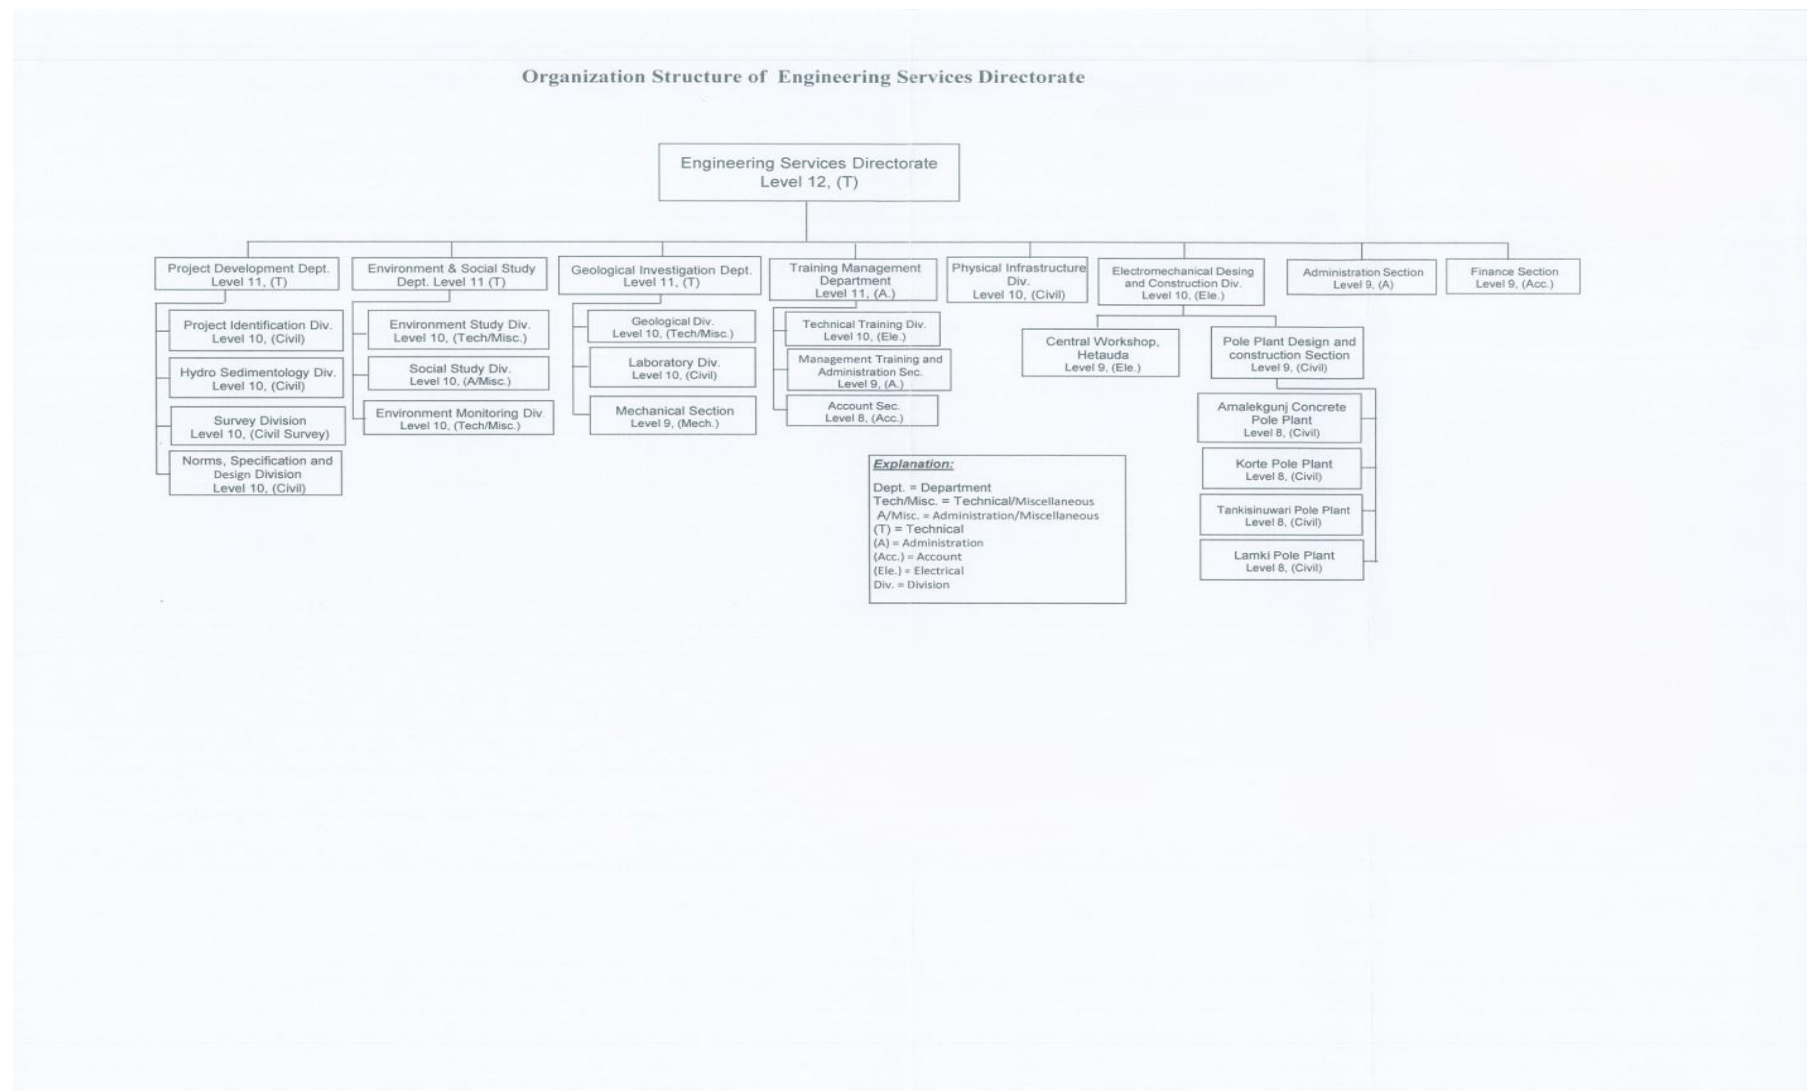 Organization Structure of Engineering Services Directorate
Engineering Services Directorate
Level 12, (T)
Project Development Dept.
Level 11, (T)
Project Identification Div.
Level 10, (Civil)
Hydro Sedimentology Div.
Level 10, (Civil)
Survey Division
Level 10, (Civil Survey)
Norms, Specification and
Design Division
Level 10, (Civil)
Environment & Social Study
Dept. Level 11 (T)
Environment Study Div.
Level 10, (Tech/Misc.)
Social Study Div.
Level 10, (A/Misc.)
Environment Monitoring Div
Level 10, (Tech/Misc.)
Geological Investigation Dept.
Level 11, (T)
Geological Div.
Level 10, (Tech/Misc.)
Laboratory Div.
Level 10, (Civil)
Mechanical Section
Level 9, (Mech.)
Training Management
Department
Level 11, (A.)
Technical Training Div.
Level 10, (Ele.)
Management Training and
Administration Sec.
Level 9, (A.)
Account Sec.
Level 8, (Acc.)
Physical Infrastructure
Div.
Level 10, (Civil)
Electromechanical Desing
and Construction Div.
Level 10, (Ele.)
Central Workshop,
Hetauda
Level 9, (Ele.)
Pole Plant Design and
construction Section
Level 9, (Civil)
Amalekgunj Concrete
Pole Plant
Level 8, (Civil)
Korte Pole Plant
Level 8, (Civil)
Tankisinuwari Pole Plant
Level 8, (Civil)
Lamki Pole Plant
Level 8, (Civil)
Administration Section
Level 9, (A)
Finance Section
Level 9, (Acc.)
Explanation:
Dept. = Department
Tech/Misc. = Technical/Miscellaneous
A/Misc. = Administration/Miscellaneous
(T) = Technical
(A) = Administration
(Acc.) = Account
(Ele.) = Electrical
Div. = Division